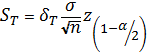 S_T = δ_T σ/√n z_(1−α/2)